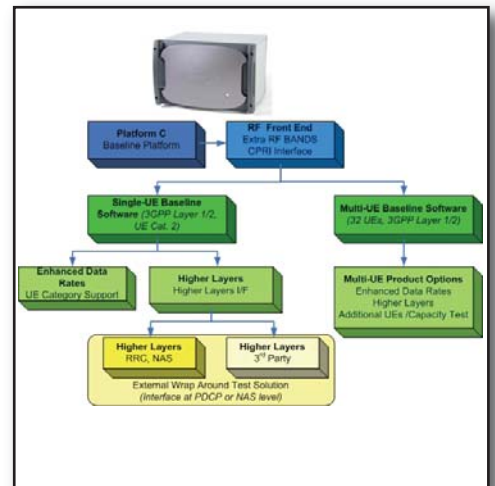 Platform C
Baseline Platform
RF Front End
Extra RF BANDS
CPRI Interface
Single-UE Baseline
Software (3GPP Layer 1/2,
UE Cat. 2)
Multi-UE Baseline Software
(32 UEs, 3GPP Layer 1/2)
Enhanced Data
Rates
UE Category Support
Higher Layers
Higher Layers I/F
Multi-UE Product Options
Enhanced Data Rates
Higher Layers
Additional UEs /Capacity Test
Higher Layers
RRC, NAS
Higher Layers
3rd Party
External Wrap Around Test Solution
(Interface at PDCP or NAS level)